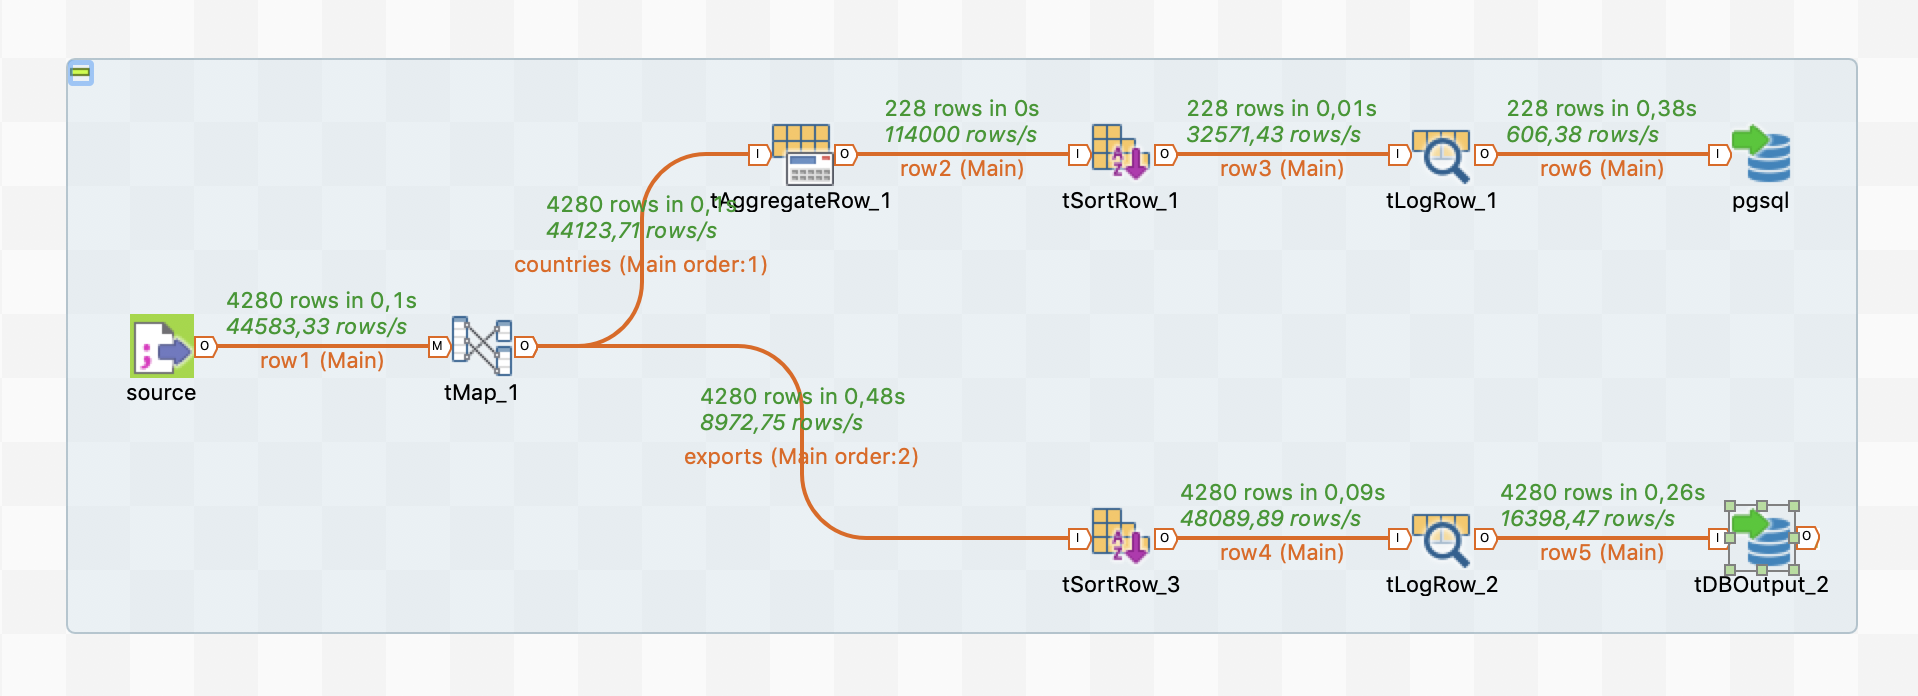 228 rows in 0s
114000 rows/s
row2 (Main)
228 rows in 0,01s
32571,43 rows/s
row3 (Main)
228 rows in 0,38s
606,38 rows/s
row6 (Main)
I
O
I
O
I
O
I
tAggregateRow_1
tSortRow_1
tLogRow_1
pgsql
4280 rows in 0,1s
44123,71 rows/s
countries (Main order:1)
4280 rows in 0,1s
44583,33 rows/s
row1 (Main)
O
M
O
source
tMap_1
4280 rows in 0,48s
8972,75 rows/s
exports (Main order:2)
4280 rows in 0,09s
48089,89 rows/s
row4 (Main)
4280 rows in 0,26s
16398,47 rows/s
row5 (Main)
I
A
Z
O
I
O
I
O
tSortRow_3
tLogRow_2
tDBOutput_2